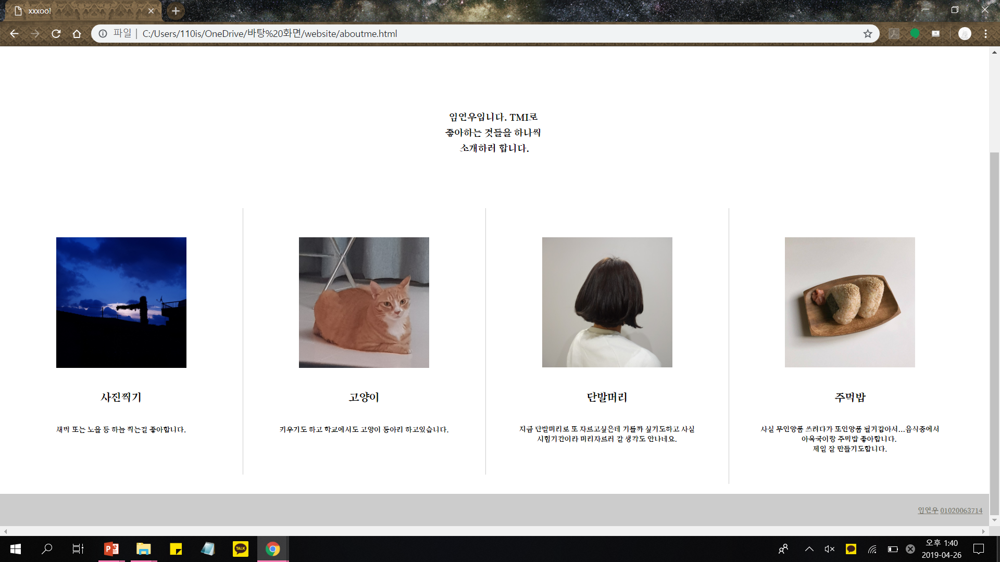 xxxoo!
파일 | C:/Users/110is/OneDrive/바탕%20화면/website/aboutme.html
임연우입니다. TMI로
좋아하는 것들을 하나씩
소개하려 합니다.
사진찍기
새벽 또는 노을 등 하늘 찍는걸 좋아합니다.
고양이
키우기도 하고 학교에서도 고양이 동아리 하고있습니다.
단발머리
지금 단발머리로 또 자르고싶은데 기를까 싶기도하고 사실
시험기간이라 머리자르러 갈 생각도 안나네요.
주먹밥
사실 무인양품 쓰려다가 또인양품 될거같아서...음식중에서
아욱국이랑 주먹밥 좋아합니다.
제일 잘 만들기도합니다.
임연우 01020063714
TALK
오후 1:40
2019-04-26